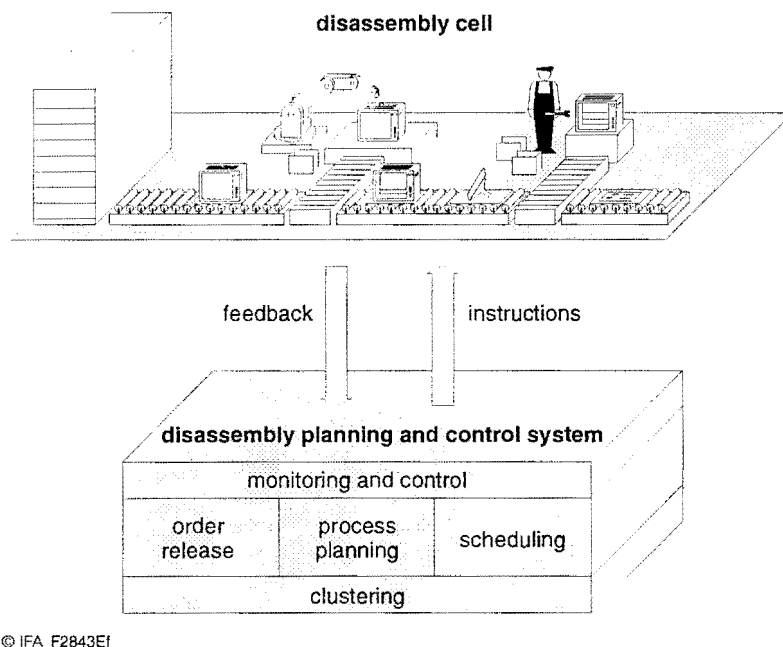 disassembly cell
feedback
instructions
disassembly planning and control system
monitoring and control
order
release
process
planning
scheduling
clustering
© IFA F2843Ef